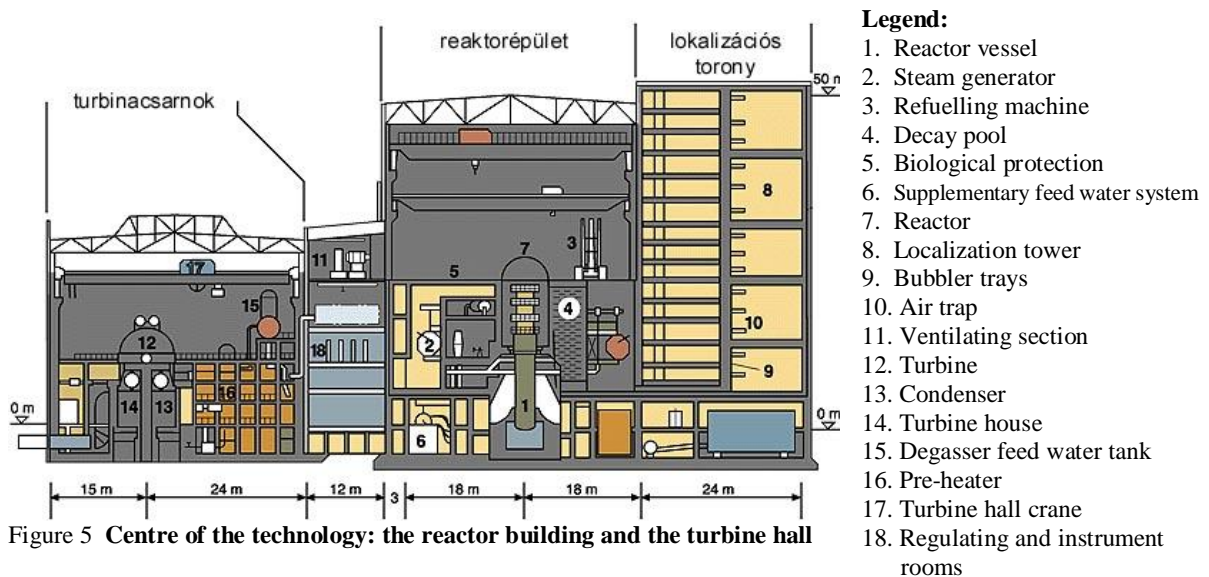 reaktorépület
lokalizációs
torony
turbinacsarnok
50 m
17
11
15
12
18
16
14
13
0 m
5
7
3
4
2
1
6
8
10
9
0 m
15 m
24 m
12 m
3
18 m
18 m
24 m
Figure 5 Centre of the technology: the reactor building and the turbine hall
Legend:
1. Reactor vessel
2. Steam generator
3. Refuelling machine
4. Decay pool
5. Biological protection
6. Supplementary feed water system
7. Reactor
8. Localization tower
9. Bubbler trays
10. Air trap
11. Ventilating section
12. Turbine
13. Condenser
14. Turbine house
15. Degasser feed water tank
16. Pre-heater
17. Turbine hall crane
18. Regulating and instrument
rooms